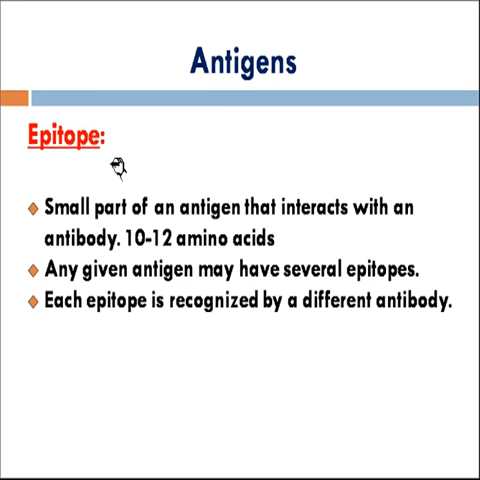 Antigens
Epitope:
Small part of an antigen that interacts with an
antibody. 10-12 amino acids
Any given antigen may have several epitopes.
Each epitope is recognized by a different antibody.